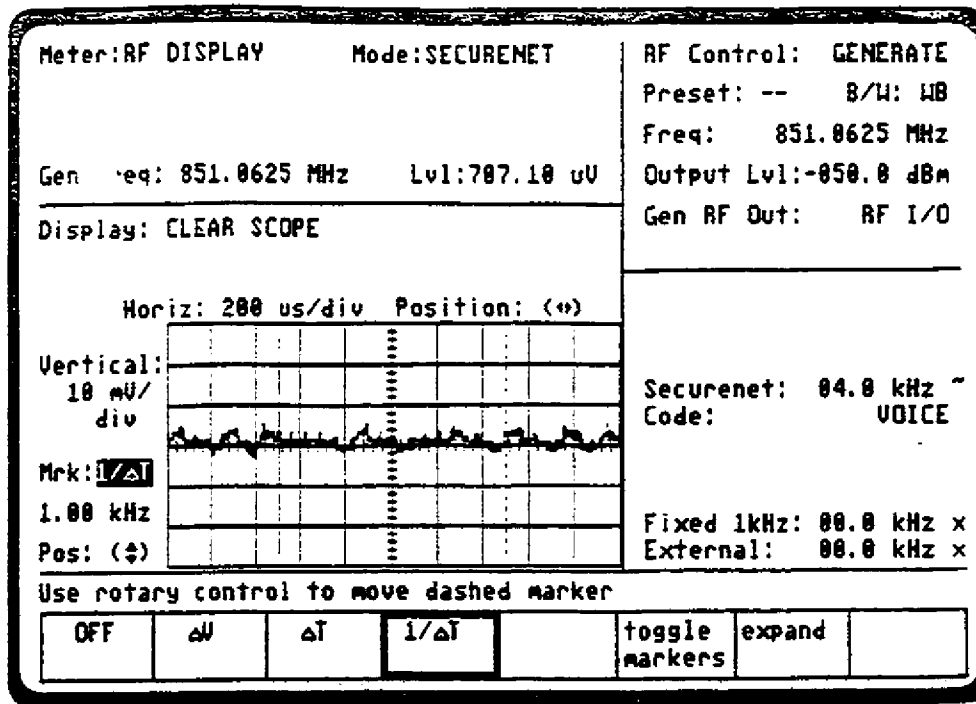 Meter:RF DISPLAY Mode:SECURENET
Gen eq: 851.0625 MHz Lvl:707.10 uV
RF Control: GENERATE
Preset: -- B/W: WB
Freq: 851.0625 MHz
Output Lvl:-050.0 dBm
Gen RF Out: RF I/O
Display: CLEAR SCOPE
Horiz: 200 us/div Position: (↔)
Vertical:
10 mV/
div
Mrk:1/△T
1.00 kHz
Pos: (↕)
Securenet: 04.0 kHz ~
Code: VOICE
Fixed 1kHz: 00.0 kHz x
External: 00.0 kHz x
Use rotary control to move dashed marker
OFF
△V
△T
1/△T
toggle
markers
expand